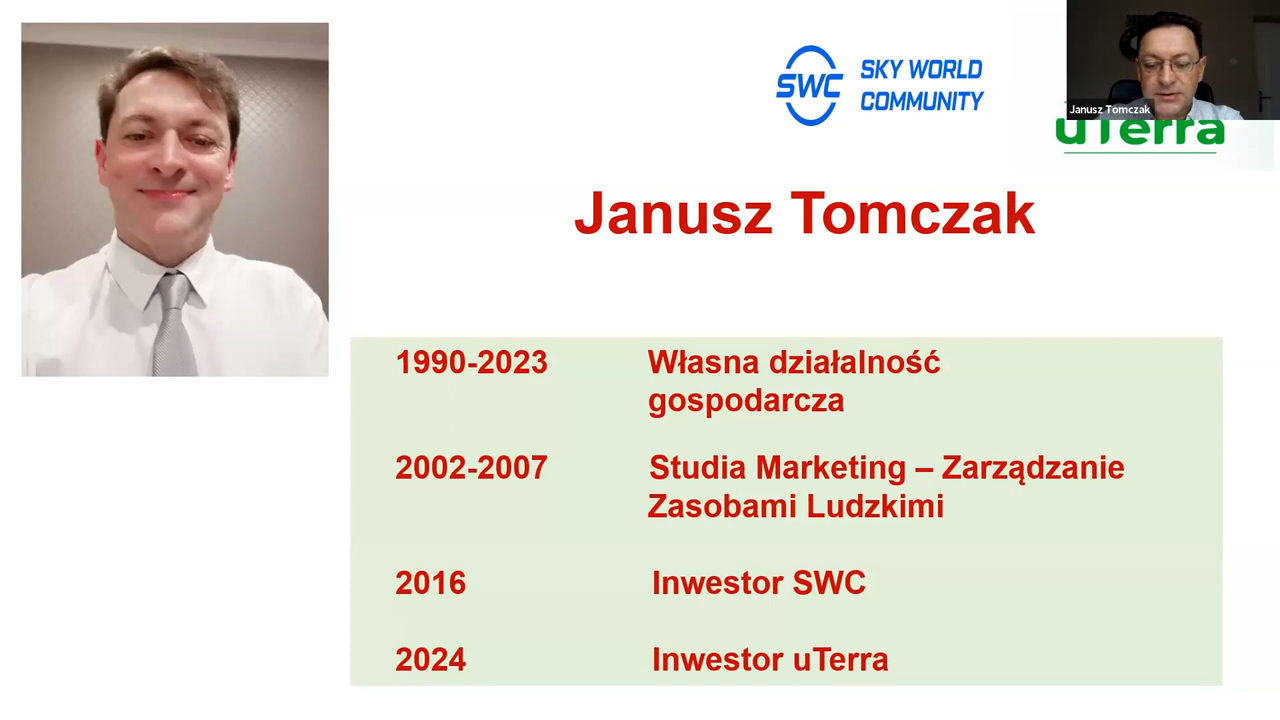 SWC
SKY WORLD
COMMUNITY
Janusz Tomczak
uTerra
Janusz Tomczak
1990-2023 Własna działalność
gospodarcza
2002-2007 Studia Marketing – Zarządzanie
Zasobami Ludzkimi
2016 Inwestor SWC
2024 Inwestor uTerra